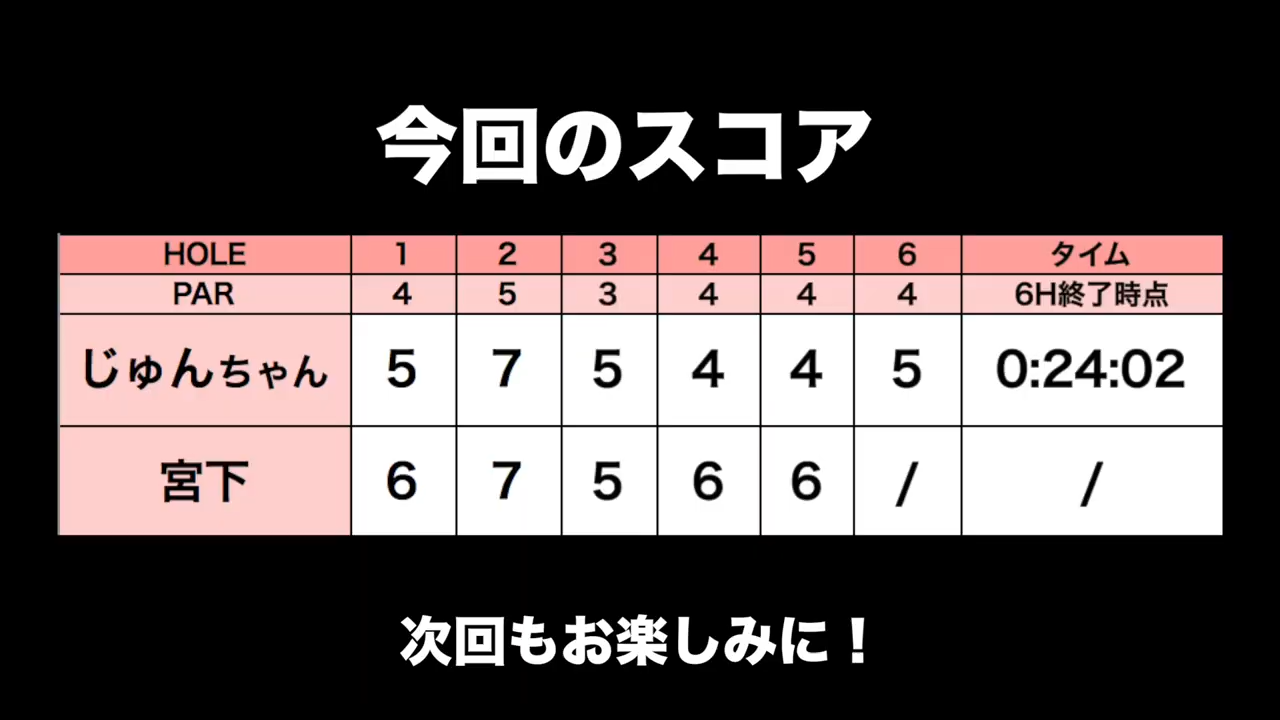 今回のスコア
HOLE 1 2 3 4 5 6 タイム
PAR 4 5 3 4 4 4 6H終了時点
じゅんちゃん 5 7 5 4 4 5 0:24:02
宮下 6 7 5 6 6 / /
次回もお楽しみに！